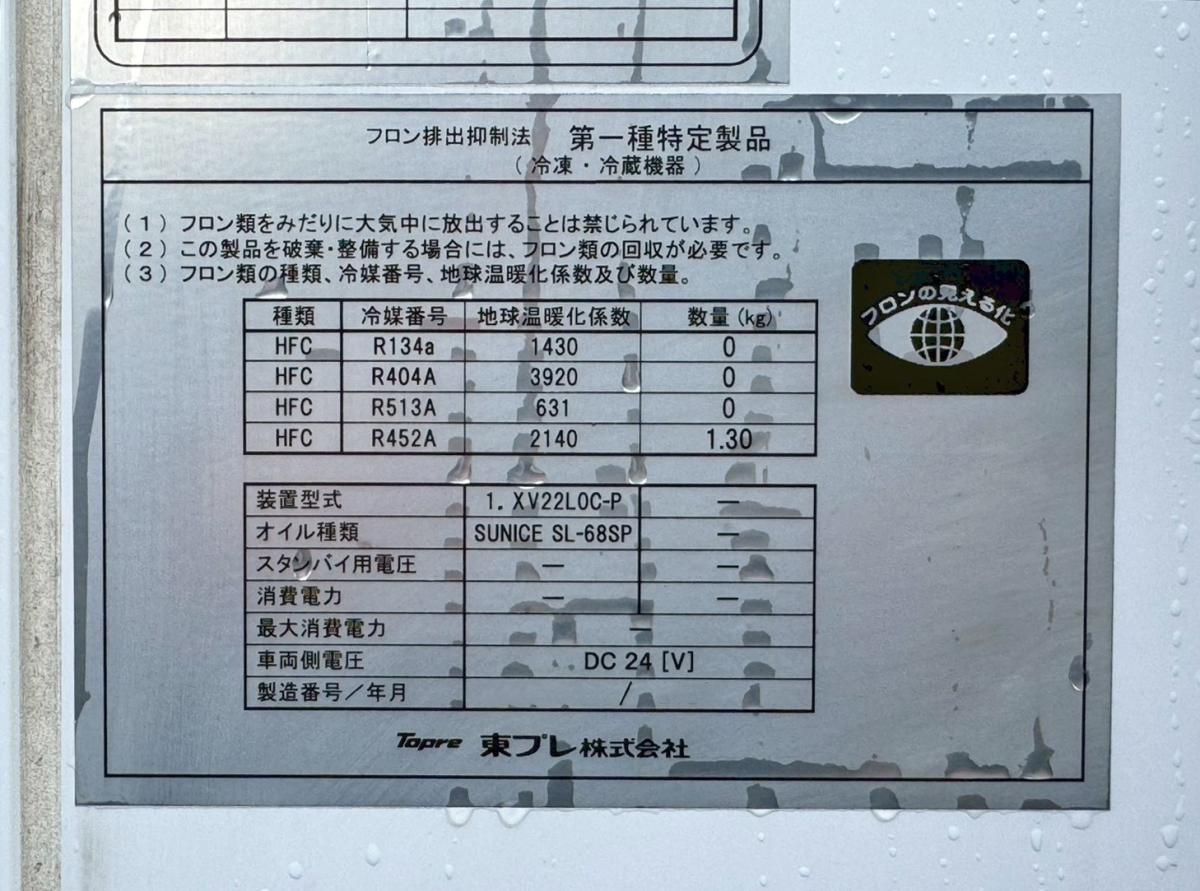 フロン排出抑制法 第一種特定製品
（ 冷凍・冷蔵機器 ）
（1）フロン類をみだりに大気中に放出することは禁じられています。
（2）この製品を破棄・整備する場合には、フロン類の回収が必要です。
（3）フロン類の種類、冷媒番号、地球温暖化係数及び数量。
フロンの見える化
種類 冷媒番号 地球温暖化係数 数量 (kg)
HFC R134a 1430 0
HFC R404A 3920 0
HFC R513A 631 0
HFC R452A 2140 1.30
装置型式 1. XV22LOC-P —
オイル種類 SUNICE SL-68SP —
スタンバイ用電圧 — —
消費電力 — —
最大消費電力 —
車両側電圧 DC 24 [V]
製造番号／年月 /
Topre 東プレ株式会社